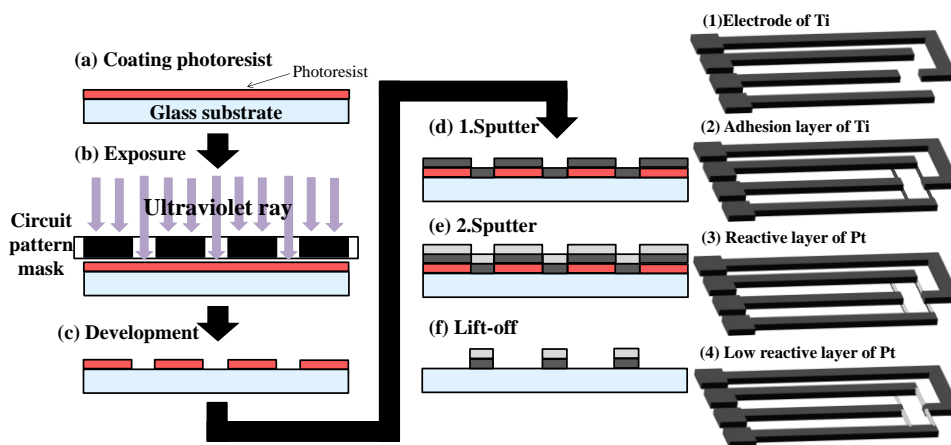 (a) Coating photoresist
Photoresist
Glass substrate
(b) Exposure
Ultraviolet ray
Circuit
pattern
mask
(c) Development
(d) 1.Sputter
(e) 2.Sputter
(f) Lift-off
(1)Electrode of Ti
(2) Adhesion layer of Ti
(3) Reactive layer of Pt
(4) Low reactive layer of Pt